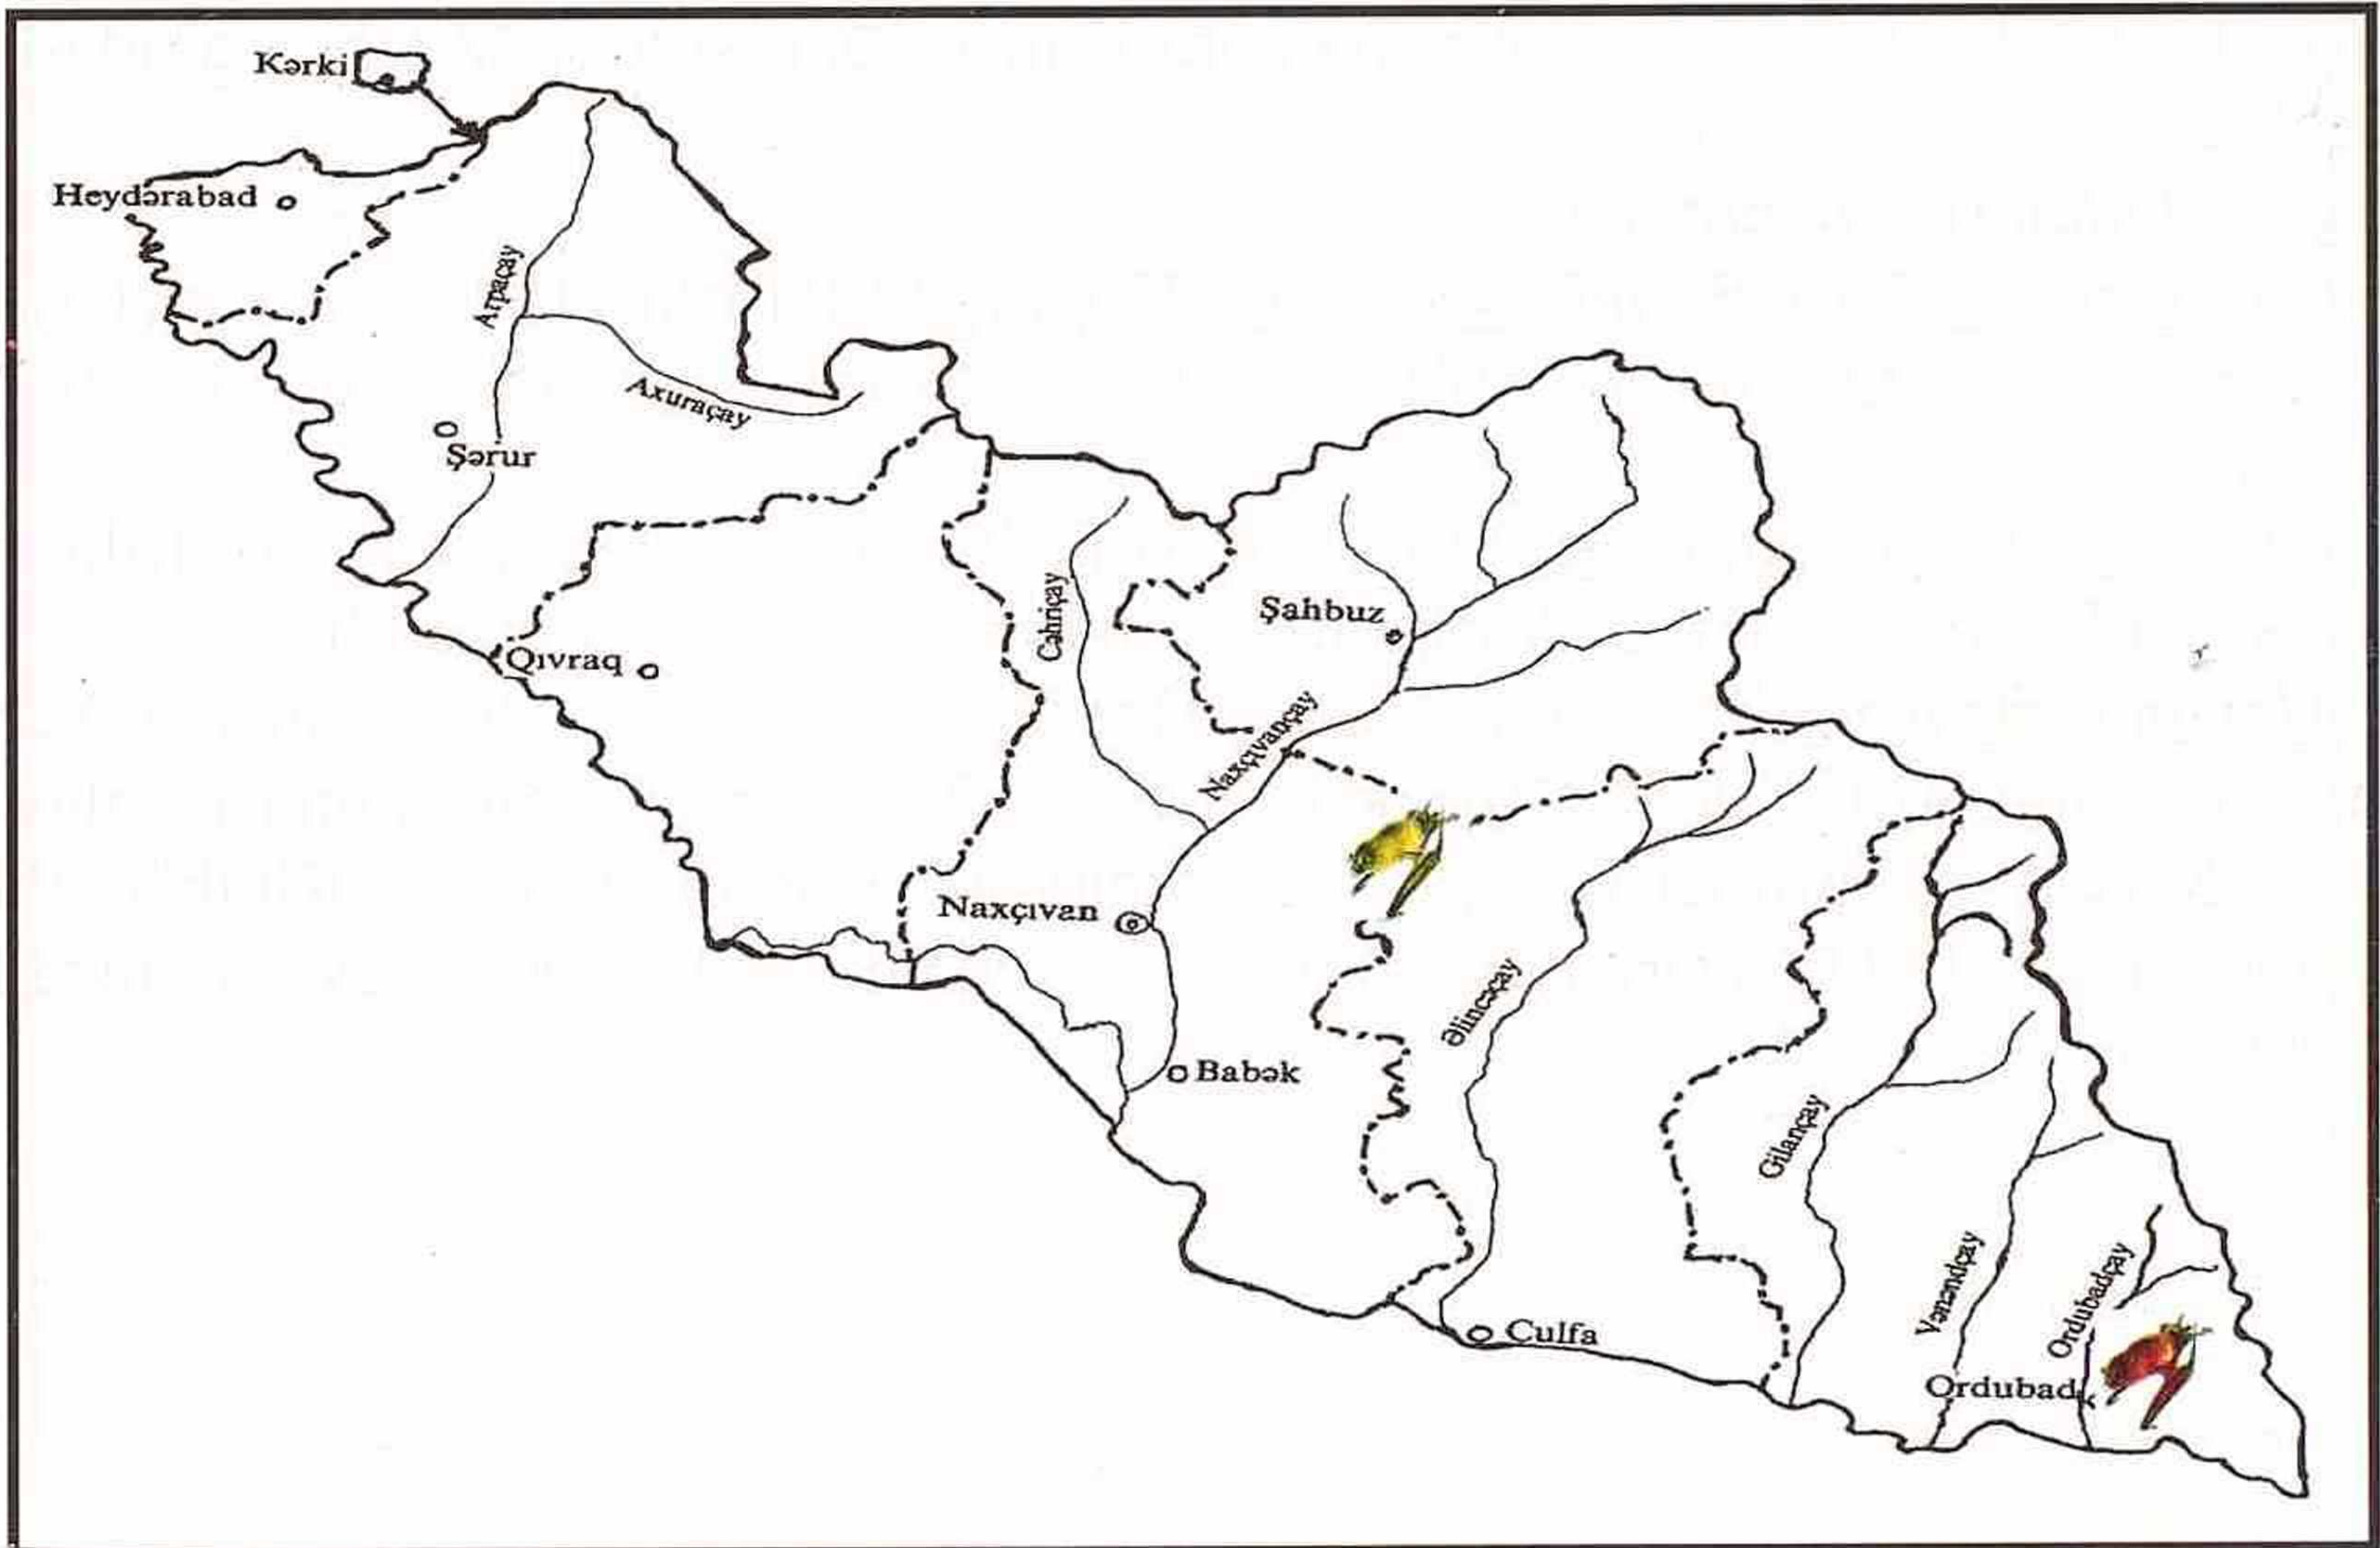 Kərki
Heydərabad
Arpaçay
Axuraçay
Şərur
Qıvraq
Cəhriçay
Şahbuz
Naxçıvançay
Naxçıvan
Əlincəçay
Babək
Gilançay
Vənəndçay
Ordubadçay
Culfa
Ordubad